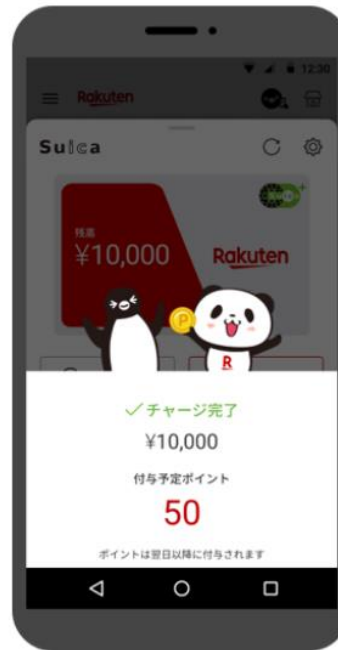 12:30
Rakuten
Suica
残高
¥10,000
Rakuten
P
R
チャージ完了
¥10,000
付与予定ポイント
50
ポイントは翌日以降に付与されます